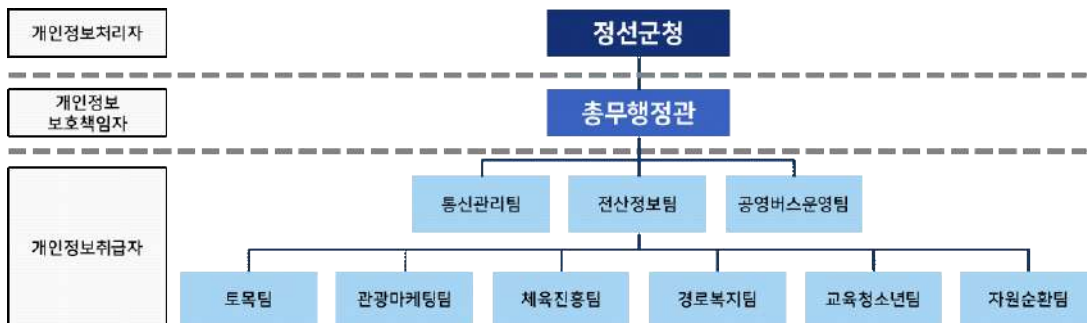 개인정보처리자
정선군청
개인정보
보호책임자
총무행정관
개인정보취급자
통신관리팀
전산정보팀
공영버스운영팀
토목팀
관광마케팅팀
체육진흥팀
경로복지팀
교육청소년팀
자원순환팀